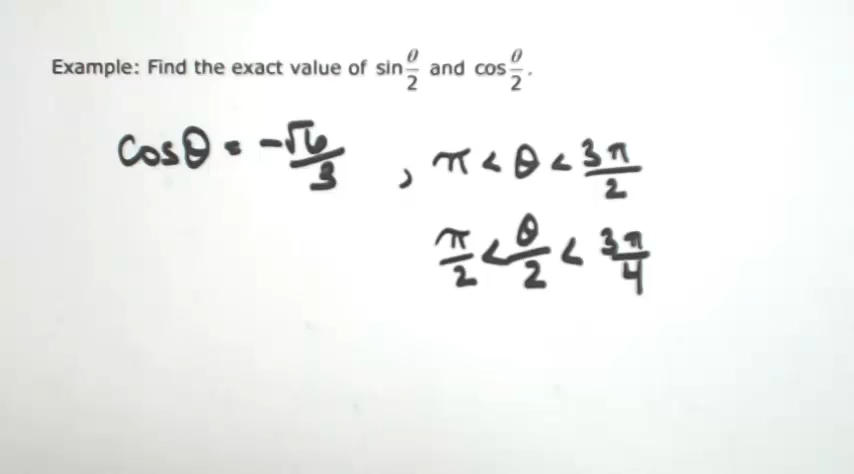 Example: Find the exact value of sin θ/2 and cos θ/2.
cosθ = -√6/3 , π < θ < 3π/2
π/2 < θ/2 < 3π/4